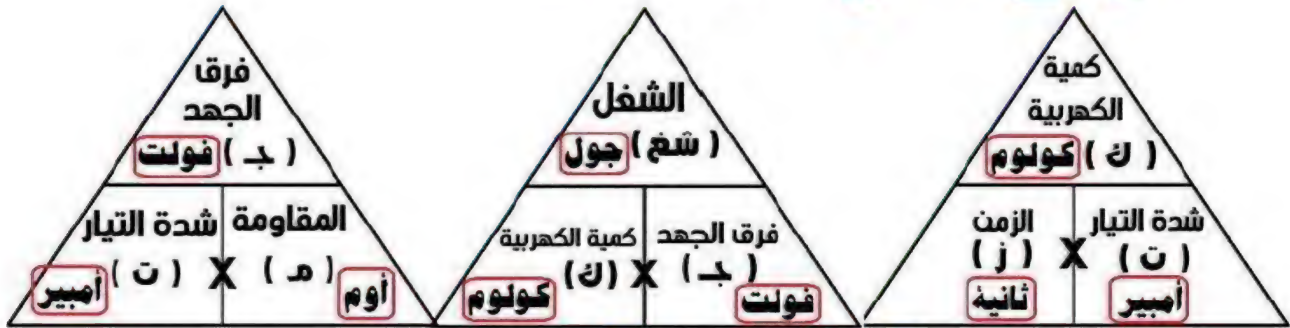 كمية
الكهربية
( ك ) كولوم
شدة التيار X الزمن
( ت ) ( ز )
أمبير ثانية
الشغل
( شغ ) جول
فرق الجهد X كمية الكهربية
( جـ ) (ك)
فولت كولوم
فرق
الجهد
( جـ ) فولت
المقاومة شدة التيار
( مـ ) X ( ت )
أوم أمبير